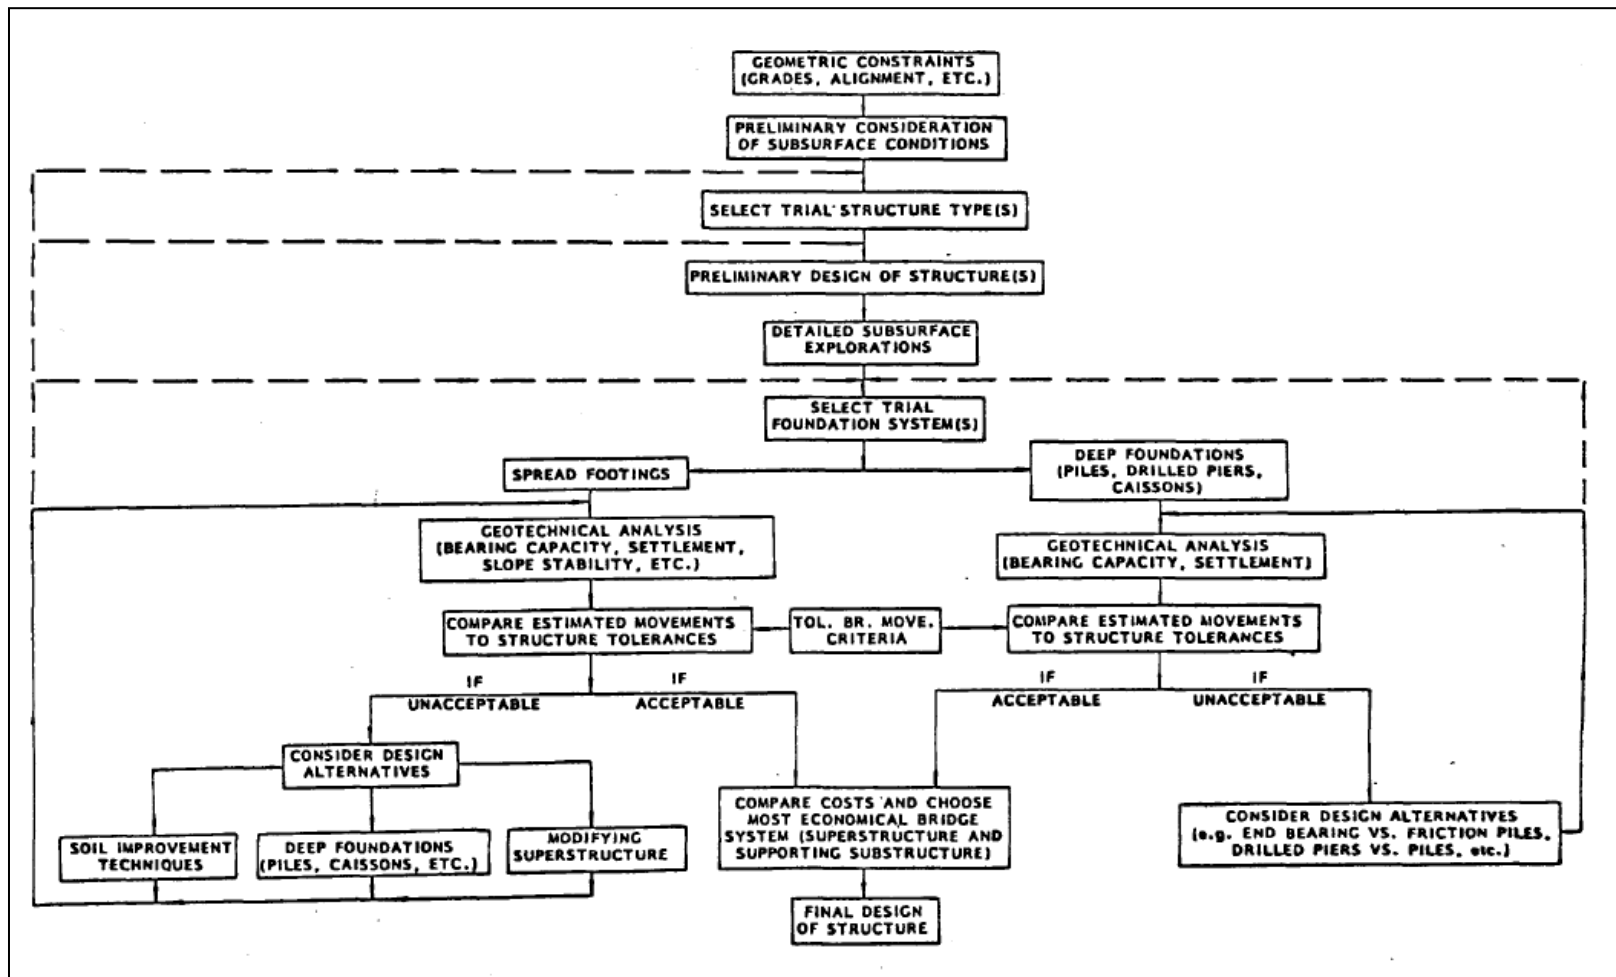 GEOMETRIC CONSTRAINTS
(GRADES, ALIGNMENT, ETC.)
PRELIMINARY CONSIDERATION
OF SUBSURFACE CONDITIONS
SELECT TRIAL STRUCTURE TYPE(S)
PRELIMINARY DESIGN OF STRUCTURE(S)
DETAILED SUBSURFACE
EXPLORATIONS
SELECT TRIAL
FOUNDATION SYSTEM(S)
SPREAD FOOTINGS
DEEP FOUNDATIONS
(PILES, DRILLED PIERS,
CAISSONS)
GEOTECHNICAL ANALYSIS
(BEARING CAPACITY, SETTLEMENT,
SLOPE STABILITY, ETC.)
GEOTECHNICAL ANALYSIS
(BEARING CAPACITY, SETTLEMENT)
COMPARE ESTIMATED MOVEMENTS
TO STRUCTURE TOLERANCES
TOL. BR. MOVE.
CRITERIA
COMPARE ESTIMATED MOVEMENTS
TO STRUCTURE TOLERANCES
IF
UNACCEPTABLE
IF
ACCEPTABLE
IF
ACCEPTABLE
IF
UNACCEPTABLE
CONSIDER DESIGN
ALTERNATIVES
SOIL IMPROVEMENT
TECHNIQUES
DEEP FOUNDATIONS
(PILES, CAISSONS, ETC.)
MODIFYING
SUPERSTRUCTURE
COMPARE COSTS AND CHOOSE
MOST ECONOMICAL BRIDGE
SYSTEM (SUPERSTRUCTURE AND
SUPPORTING SUBSTRUCTURE)
CONSIDER DESIGN ALTERNATIVES
(e.g. END BEARING VS. FRICTION PILES,
DRILLED PIERS VS. PILES, etc.)
FINAL DESIGN
OF STRUCTURE